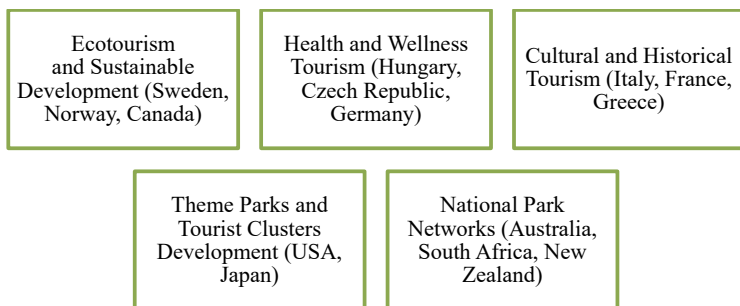 Ecotourism
and Sustainable
Development (Sweden,
Norway, Canada)
Health and Wellness
Tourism (Hungary,
Czech Republic,
Germany)
Cultural and Historical
Tourism (Italy, France,
Greece)
Theme Parks and
Tourist Clusters
Development (USA,
Japan)
National Park
Networks (Australia,
South Africa, New
Zealand)